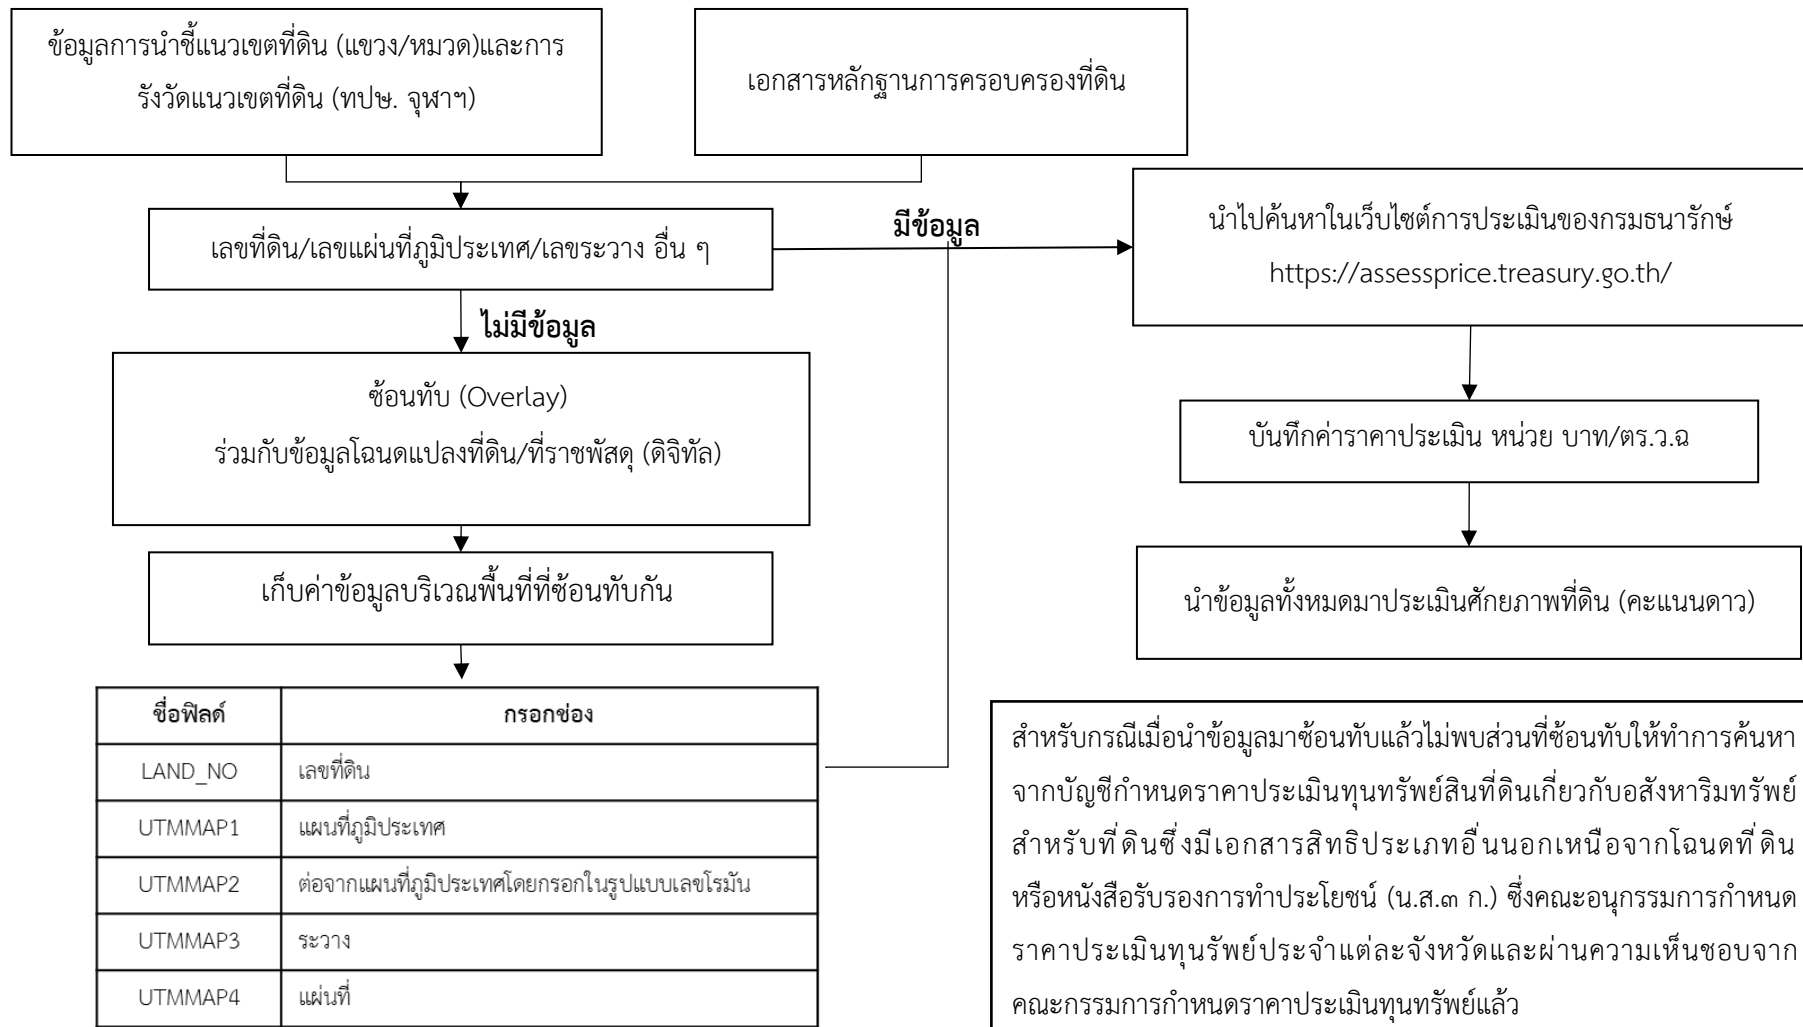 ข้อมูลการนำชี้แนวเขตที่ดิน (แขวง/หมวด)และการ
รังวัดแนวเขตที่ดิน (ทปษ. จุฬาฯ)
เอกสารหลักฐานการครอบครองที่ดิน
เลขที่ดิน/เลขแผ่นที่ภูมิประเทศ/เลขระวาง อื่น ๆ
มีข้อมูล
นำไปค้นหาในเว็บไซต์การประเมินของกรมธนารักษ์
https://assessprice.treasury.go.th/
ไม่มีข้อมูล
ซ้อนทับ (Overlay)
ร่วมกับข้อมูลโฉนดแปลงที่ดิน/ที่ราชพัสดุ (ดิจิทัล)
บันทึกค่าราคาประเมิน หน่วย บาท/ตร.ว.ฉ
เก็บค่าข้อมูลบริเวณพื้นที่ที่ซ้อนทับกัน
นำข้อมูลทั้งหมดมาประเมินศักยภาพที่ดิน (คะแนนดาว)
ชื่อฟิลด์ กรอกช่อง
LAND_NO เลขที่ดิน
UTMMAP1 แผนที่ภูมิประเทศ
UTMMAP2 ต่อจากแผนที่ภูมิประเทศโดยกรอกในรูปแบบเลขโรมัน
UTMMAP3 ระวาง
UTMMAP4 แผ่นที่
สำหรับกรณีเมื่อนำข้อมูลมาซ้อนทับแล้วไม่พบส่วนที่ซ้อนทับให้ทำการค้นหา
จากบัญชีกำหนดราคาประเมินทุนทรัพย์สินที่ดินเกี่ยวกับอสังหาริมทรัพย์
สำหรับที่ดินซึ่งมีเอกสารสิทธิประเภทอื่นนอกเหนือจากโฉนดที่ดิน
หรือหนังสือรับรองการทำประโยชน์ (น.ส.๓ ก.) ซึ่งคณะอนุกรรมการกำหนด
ราคาประเมินทุนรัพย์ประจำแต่ละจังหวัดและผ่านความเห็นชอบจาก
คณะกรรมการกำหนดราคาประเมินทุนทรัพย์แล้ว